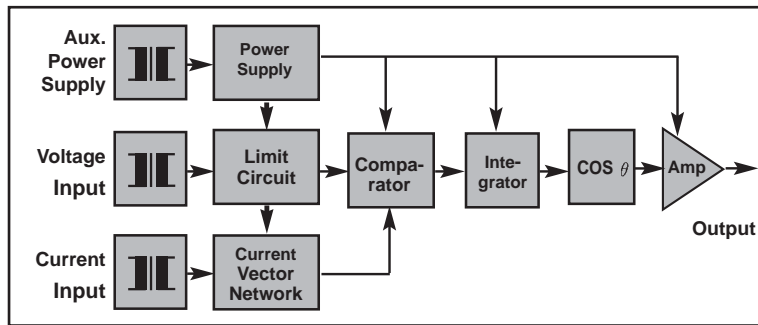 Aux.
Power
Supply
Power
Supply
Voltage
Input
Limit
Circuit
Compa-
rator
Inte-
grator
COS θ
Amp
Output
Current
Input
Current
Vector
Network